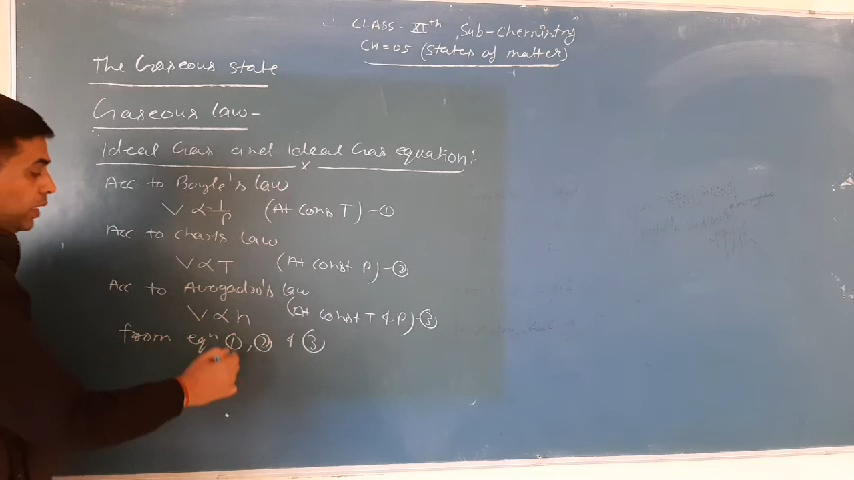 CLASS - XIth, Sub-Chemistry
CH=05 (States of matter)
The Gaseous state
Gaseous law-
Ideal Gas and Ideal Gas equation:
Acc to Boyle's law
V ∝ 1/P (At cons T) -①
Acc to Charls law
V ∝ T (At const P) -②
Acc to Avogadro's law
V ∝ n (At const T & P) -③
from eqn ①, ② & ③